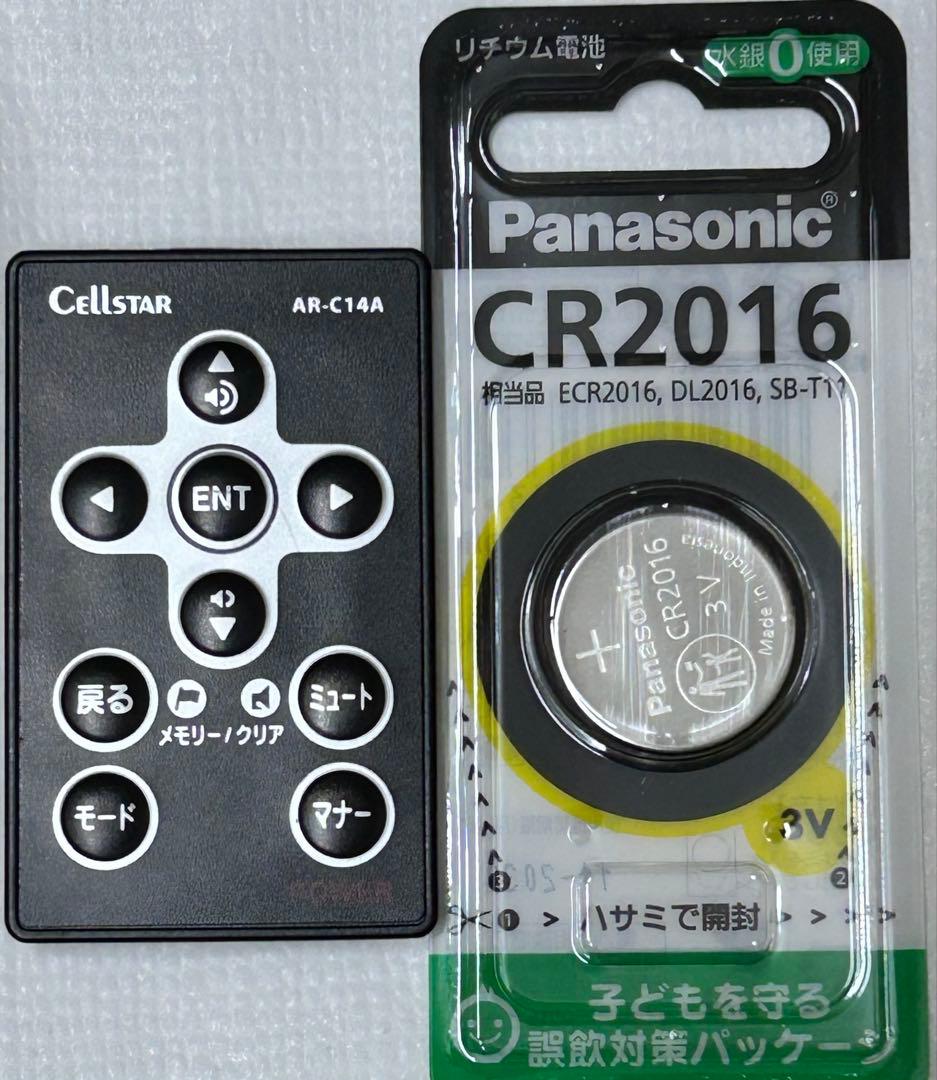 CELLSTAR AR-C14A
ENT
戻る
ミュート
メモリー/クリア
モード
マナー
リチウム電池
水銀0使用
Panasonic®
CR2016
相当品 ECR2016, DL2016, SB-T11
+
Panasonic
CR2016
3V
Made in Indonesia
3V
③
②
① > ハサミで開封 > >
子どもを守る
誤飲対策パッケージ